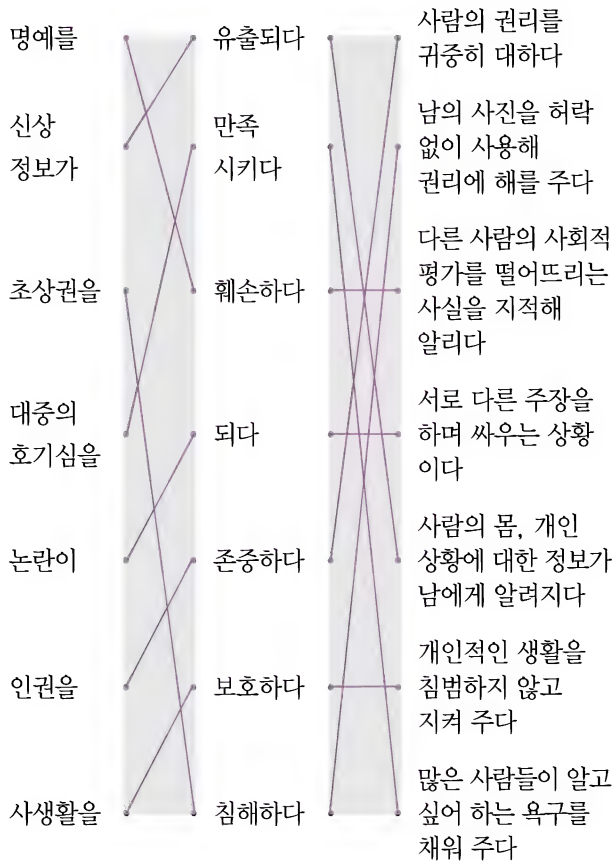 명예를
신상
정보가
초상권을
대중의
호기심을
논란이
인권을
사생활을
유출되다
만족
시키다
훼손하다
되다
존중하다
보호하다
침해하다
사람의 권리를
귀중히 대하다
남의 사진을 허락
없이 사용해
권리에 해를 주다
다른 사람의 사회적
평가를 떨어뜨리는
사실을 지적해
알리다
서로 다른 주장을
하며 싸우는 상황
이다
사람의 몸, 개인
상황에 대한 정보가
남에게 알려지다
개인적인 생활을
침범하지 않고
지켜 주다
많은 사람들이 알고
싶어 하는 욕구를
채워 주다